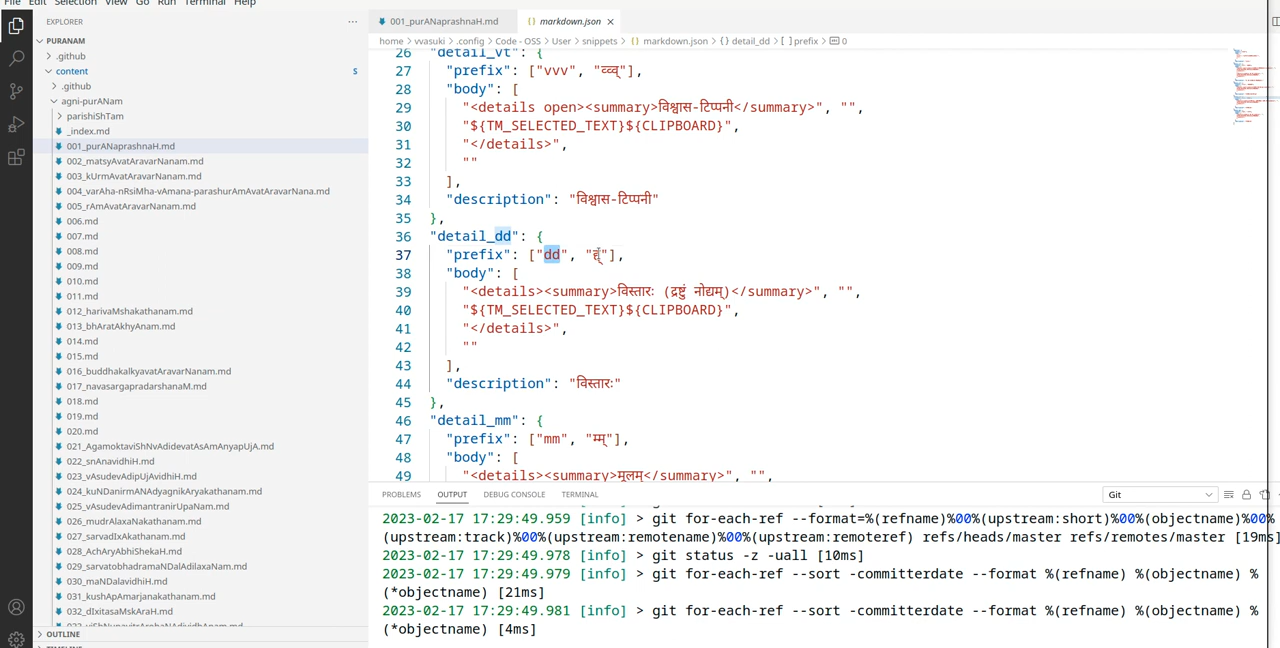 File Edit Selection View Go Run Terminal Help
EXPLORER
PURANAM
.github
content S
.github
agni-purANam
parishiShTam
_index.md
001_purANaprashnaH.md
002_matsyAvatAravarNanam.md
003_kUrmAvatAravarNanam.md
004_varAha-nRsiMha-vAmana-parashurAmAvatAravarNana.md
005_rAmAvatAravarNanam.md
006.md
007.md
008.md
009.md
010.md
011.md
012_harivaMshakathanam.md
013_bhAratAkhyAnam.md
014.md
015.md
016_buddhakalkyavatAravarNanam.md
017_navasargapradarshanaM.md
018.md
019.md
020.md
021_AgamoktaviShNvAdidevatAsAmAnyapUjA.md
022_snAnavidhiH.md
023_vAsudevAdipUjAvidhiH.md
024_kuNDanirmANAdyagnikAryakathanam.md
025_vAsudevAdimantranirUpaNam.md
026_mudrAlaxaNakathanam.md
027_sarvadIxAkathanam.md
028_AchAryAbhiShekaH.md
029_sarvatobhadramaNDalAdilaxaNam.md
030_maNDalavidhiH.md
031_kushApAmarjanakathanam.md
032_dIxitasaMskAraH.md
OUTLINE
001_purANaprashnaH.md
{} markdown.json ×
home > vvasuki > .config > Code - OSS > User > snippets > {} markdown.json > {} detail_dd > [ ] prefix > 0
26 "detail_vt": {
27 "prefix": ["vvv", "व्व्व्"],
28 "body": [
29 "<details open><summary>विश्वास-टिप्पनी</summary>", "",
30 "${TM_SELECTED_TEXT}${CLIPBOARD}",
31 "</details>",
32 ""
33 ],
34 "description": "विश्वास-टिप्पनी"
35 },
36 "detail_dd": {
37 "prefix": ["dd", "द्द्"],
38 "body": [
39 "<details><summary>विस्तारः (द्रष्टुं नोद्यम्)</summary>", "",
40 "${TM_SELECTED_TEXT}${CLIPBOARD}",
41 "</details>",
42 ""
43 ],
44 "description": "विस्तारः"
45 },
46 "detail_mm": {
47 "prefix": ["mm", "म्म्"],
48 "body": [
49 "<details><summary>मूलम्</summary>", "",
PROBLEMS OUTPUT DEBUG CONSOLE TERMINAL Git
2023-02-17 17:29:49.959 [info] > git for-each-ref --format=%(refname)%00%(upstream:short)%00%(objectname)%00%
(upstream:track)%00%(upstream:remotename)%00%(upstream:remoteref) refs/heads/master refs/remotes/master [19ms]
2023-02-17 17:29:49.978 [info] > git status -z -uall [10ms]
2023-02-17 17:29:49.979 [info] > git for-each-ref --sort -committerdate --format %(refname) %(objectname) %
(*objectname) [21ms]
2023-02-17 17:29:49.981 [info] > git for-each-ref --sort -committerdate --format %(refname) %(objectname) %
(*objectname) [4ms]